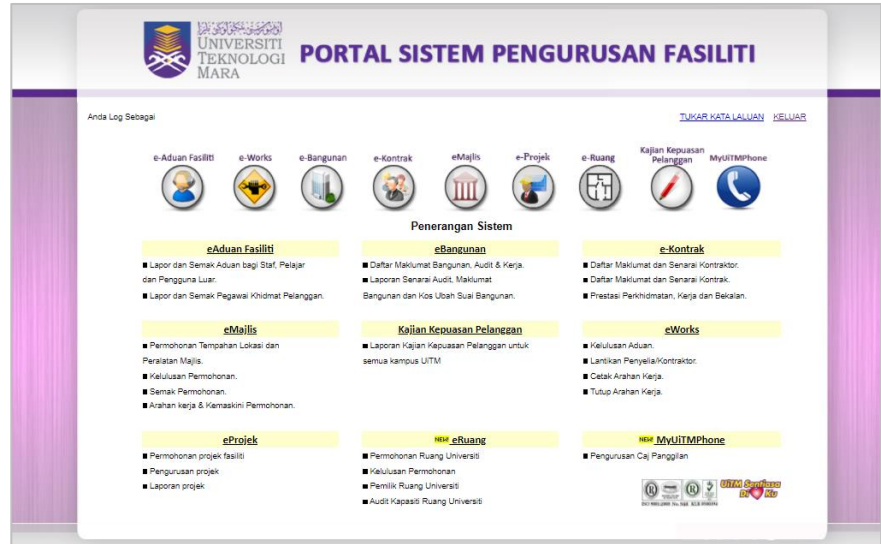 UNIVERSITI
TEKNOLOGI
MARA
PORTAL SISTEM PENGURUSAN FASILITI
Anda Log Sebagai
TUKAR KATA LALUAN KELUAR
e-Aduan Fasiliti
e-Works
e-Bangunan
e-Kontrak
eMajlis
e-Projek
e-Ruang
Kajian Kepuasan
Pelanggan
MyUiTMPhone
Penerangan Sistem
eAduan Fasiliti
Lapor dan Semak Aduan bagi Staf, Pelajar
dan Pengguna Luar.
Lapor dan Semak Pegawai Khidmat Pelanggan.
eBangunan
Daftar Maklumat Bangunan, Audit & Kerja.
Laporan Senarai Audit, Maklumat
Bangunan dan Kos Ubah Suai Bangunan.
e-Kontrak
Daftar Maklumat dan Senarai Kontraktor.
Daftar Maklumat dan Senarai Kontrak.
Prestasi Perkhidmatan, Kerja dan Bekalan.
eMajlis
Permohonan Tempahan Lokasi dan
Peralatan Majlis.
Kelulusan Permohonan.
Semak Permohonan.
Arahan kerja & Kemaskini Permohonan.
Kajian Kepuasan Pelanggan
Laporan Kajian Kepuasan Pelanggan untuk
semua kampus UiTM
eWorks
Kelulusan Aduan.
Lantikan Penyelia/Kontraktor.
Cetak Arahan Kerja.
Tutup Arahan Kerja.
eProjek
Permohonan projek fasiliti
Pengurusan projek
Laporan projek
NEW! eRuang
Permohonan Ruang Universiti
Kelulusan Permohonan
Pemilik Ruang Universiti
Audit Kapasiti Ruang Universiti
NEW! MyUiTMPhone
Pengurusan Caj Panggilan
UiTM Sentiasa
Di Ku